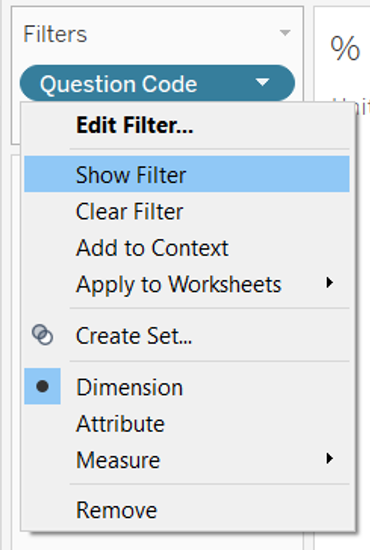 Filters
%
Question Code
Edit Filter...
Show Filter
Clear Filter
Add to Context
Apply to Worksheets
Create Set...
Dimension
Attribute
Measure
Remove